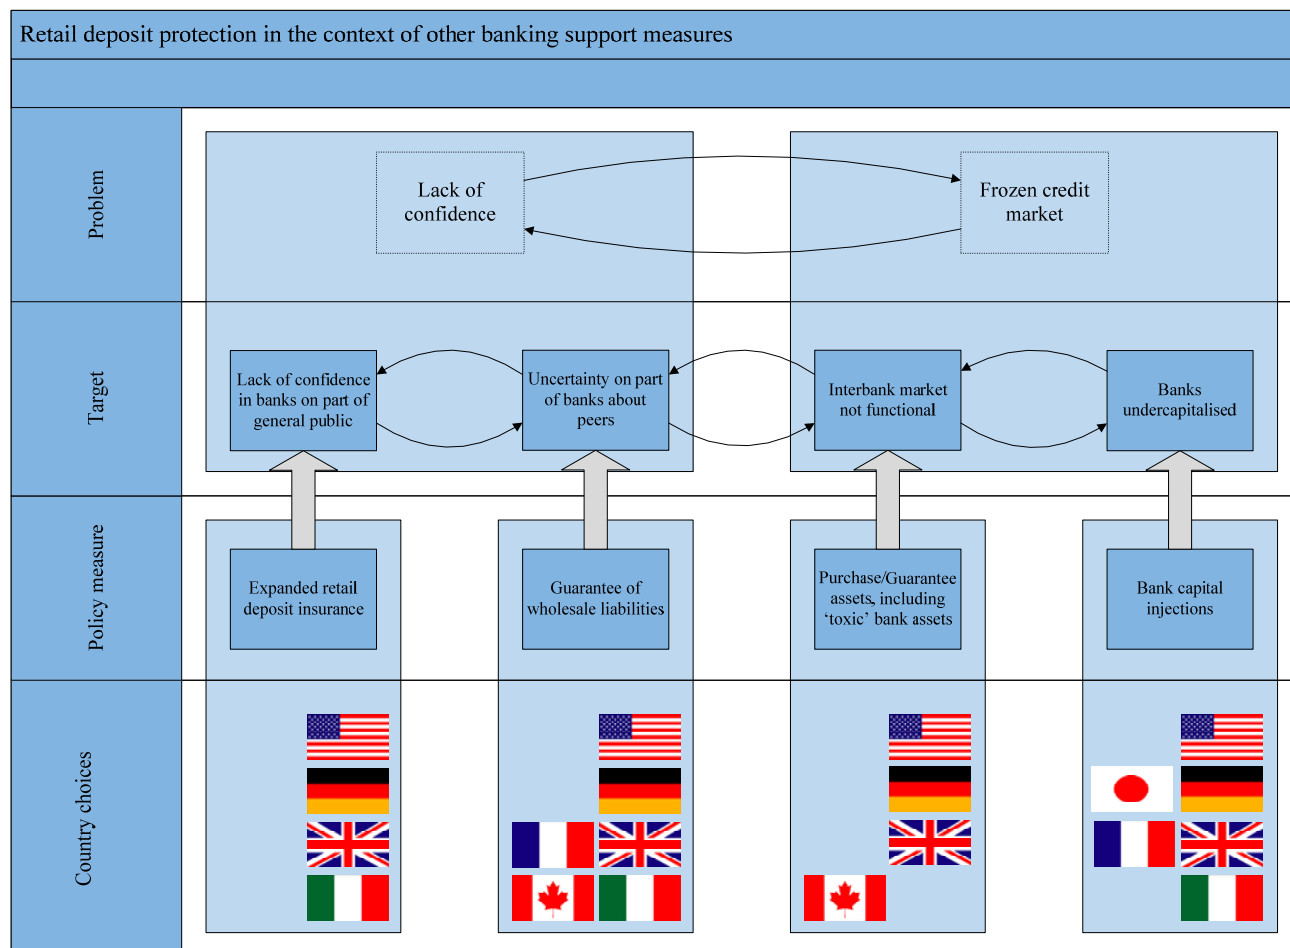 Retail deposit protection in the context of other banking support measures
Problem
Lack of
confidence
Frozen credit
market
Target
Lack of confidence
in banks on part of
general public
Uncertainty on part
of banks about
peers
Interbank market
not functional
Banks
undercapitalised
Policy measure
Expanded retail
deposit insurance
Guarantee of
wholesale liabilities
Purchase/Guarantee
assets, including
‘toxic’ bank assets
Bank capital
injections
Country choices